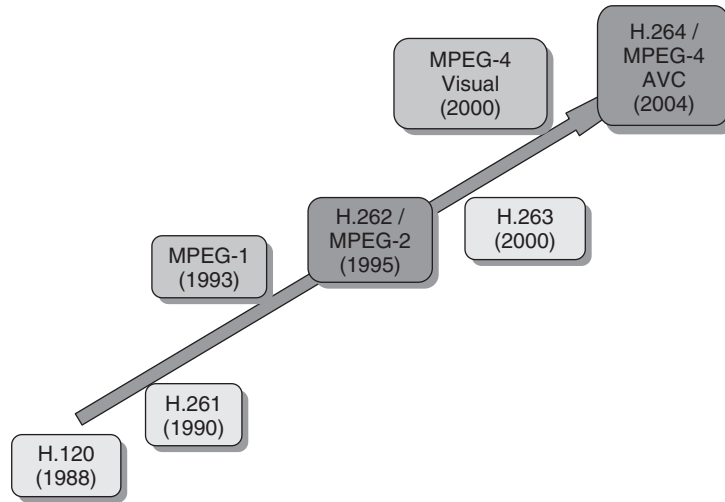 MPEG-4
Visual
(2000)
H.264 /
MPEG-4
AVC
(2004)
H.262 /
MPEG-2
(1995)
H.263
(2000)
MPEG-1
(1993)
H.261
(1990)
H.120
(1988)